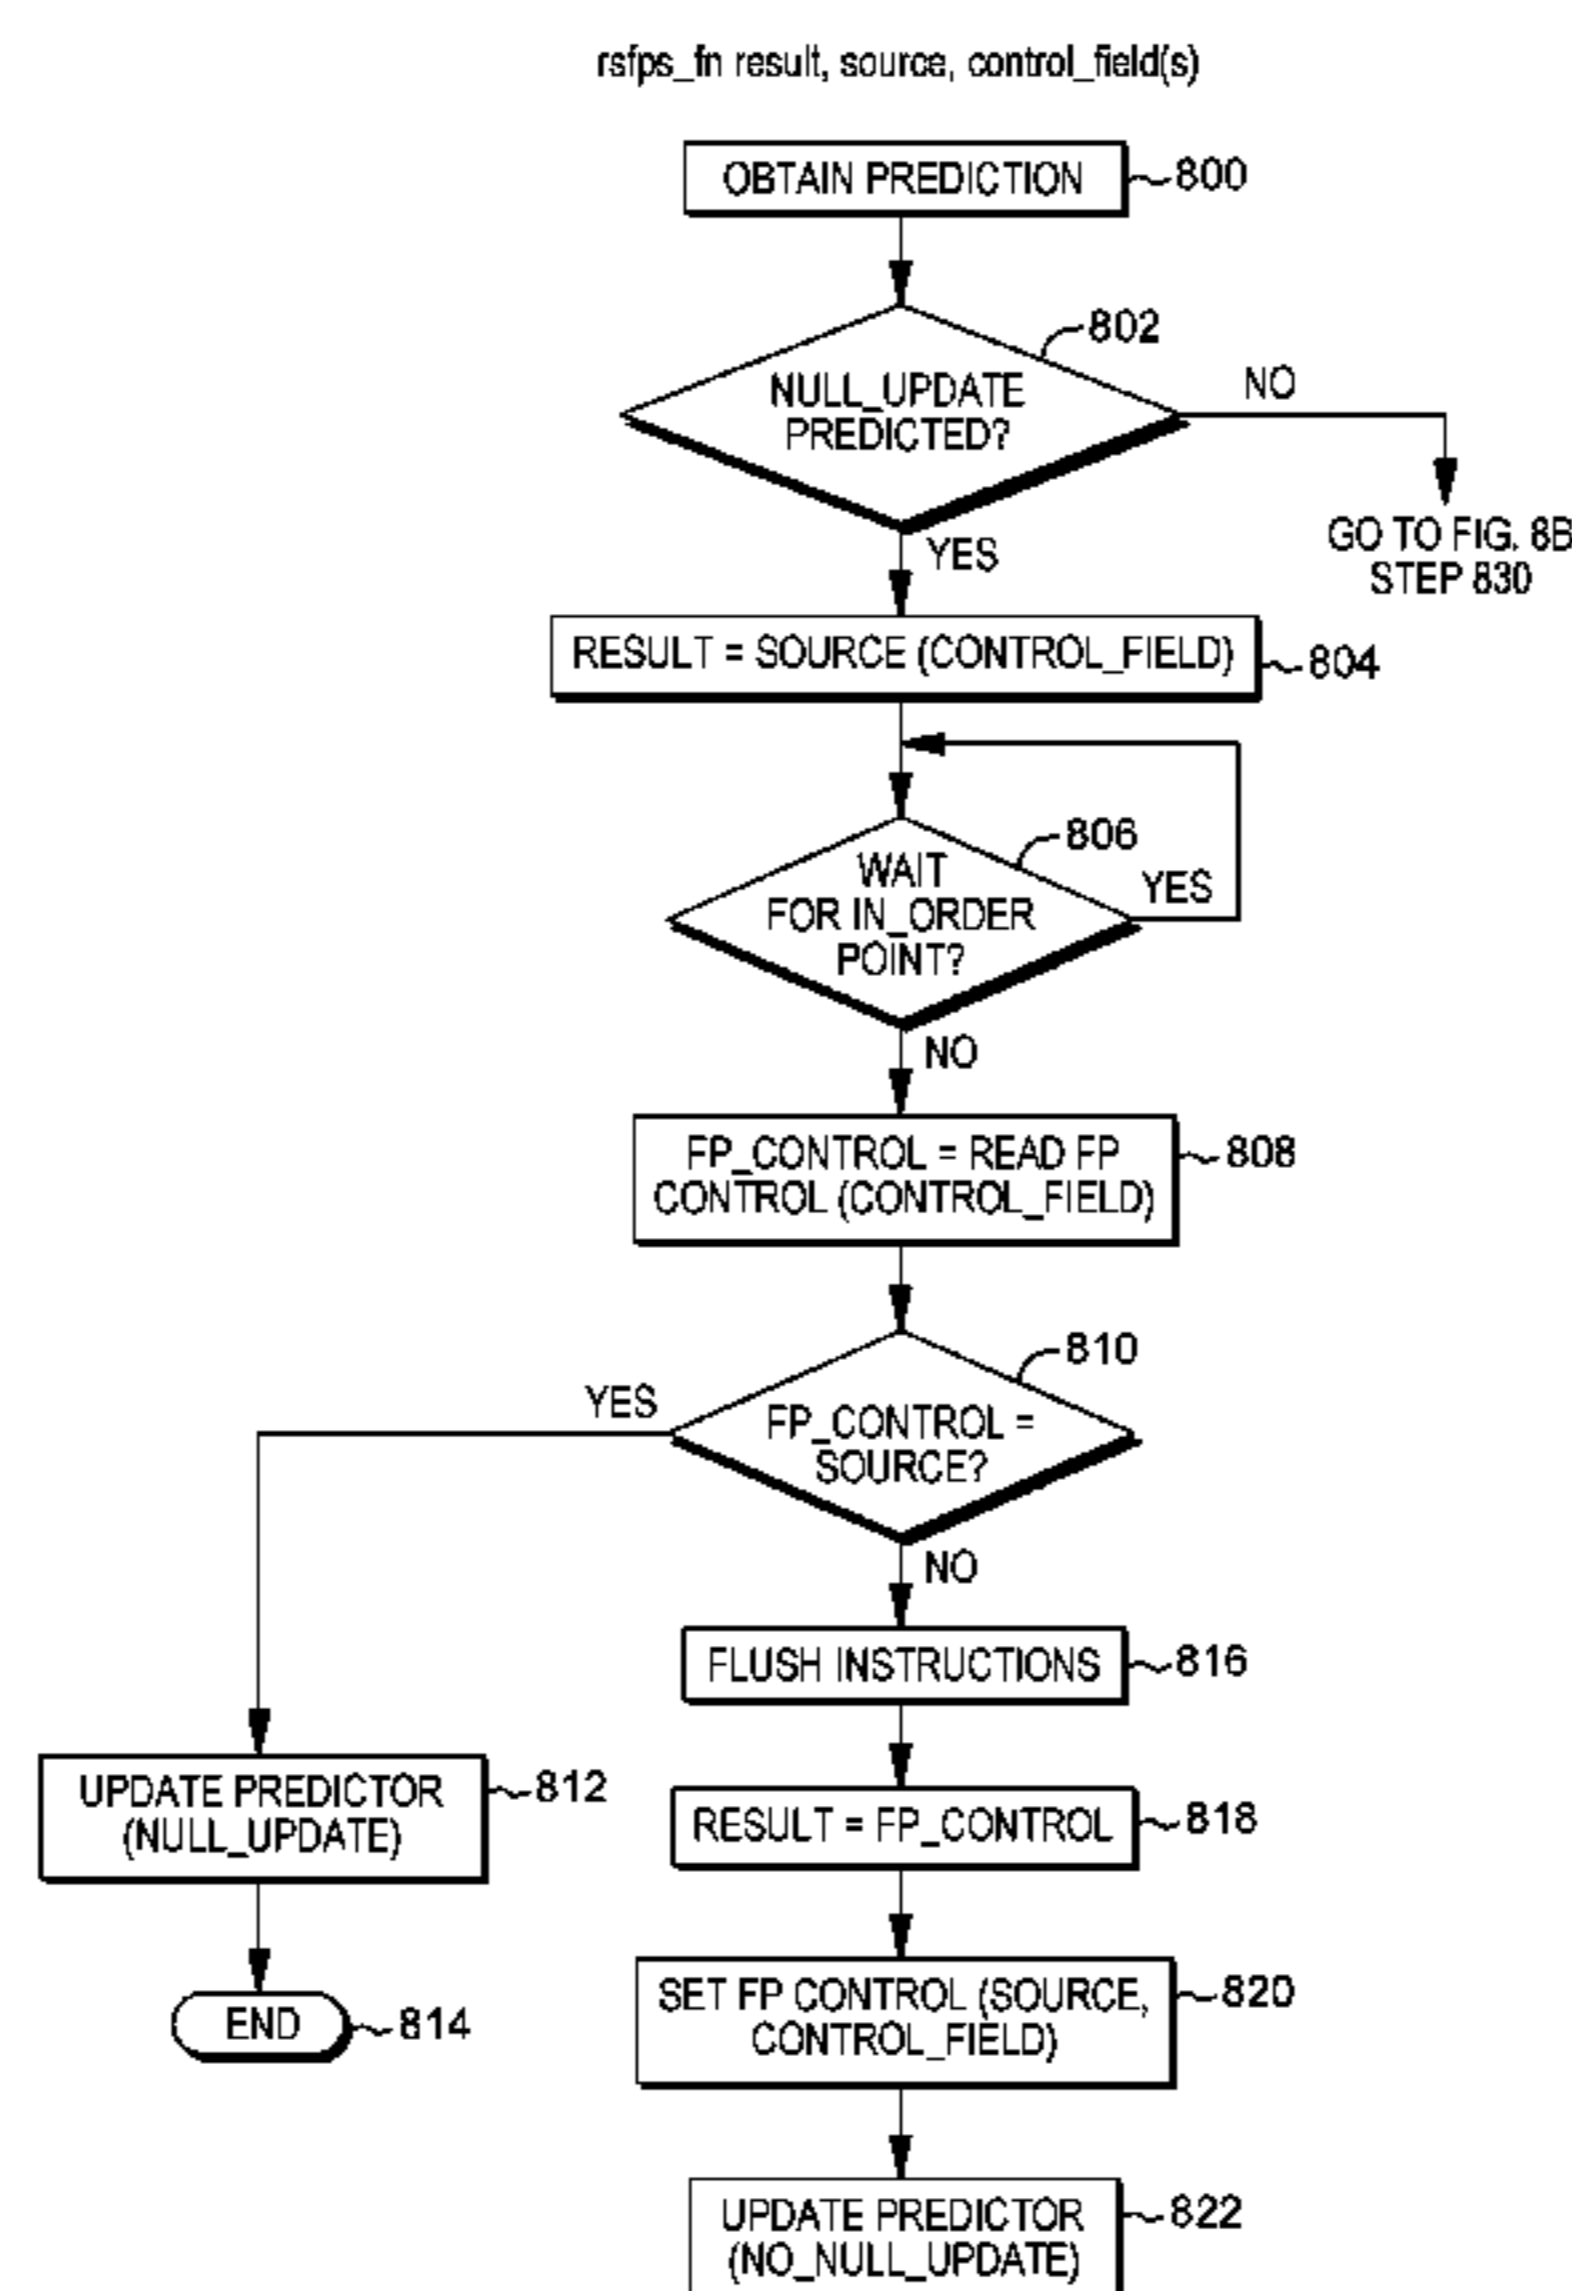 rsfps_fn result, source, control_field(s)
OBTAIN PREDICTION
800
802
NULL_UPDATE
PREDICTED?
NO
GO TO FIG. 8B
STEP 830
YES
RESULT = SOURCE (CONTROL_FIELD)
804
806
WAIT
FOR IN_ORDER
POINT?
YES
NO
FP_CONTROL = READ FP
CONTROL (CONTROL_FIELD)
808
810
YES
FP_CONTROL =
SOURCE?
NO
FLUSH INSTRUCTIONS
816
UPDATE PREDICTOR
(NULL_UPDATE)
812
RESULT = FP_CONTROL
818
SET FP CONTROL (SOURCE,
CONTROL_FIELD)
820
END
814
UPDATE PREDICTOR
(NO_NULL_UPDATE)
822